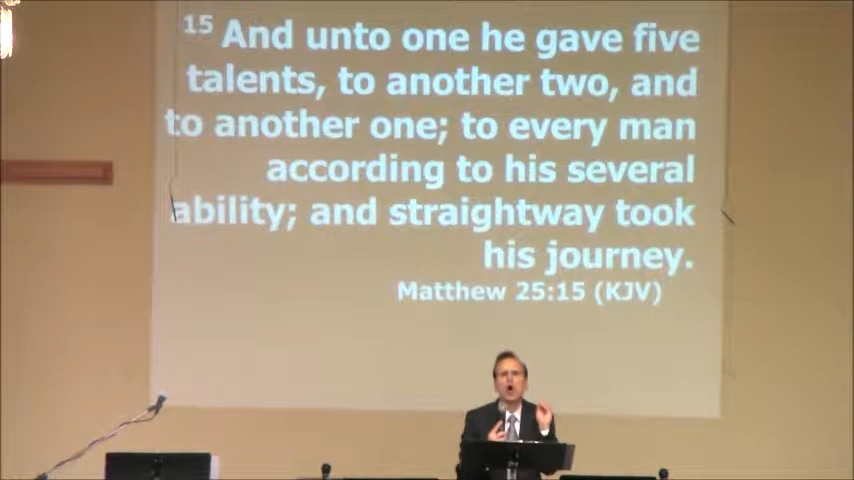 15 And unto one he gave five
talents, to another two, and
to another one; to every man
according to his several
ability; and straightway took
his journey.
Matthew 25:15 (KJV)